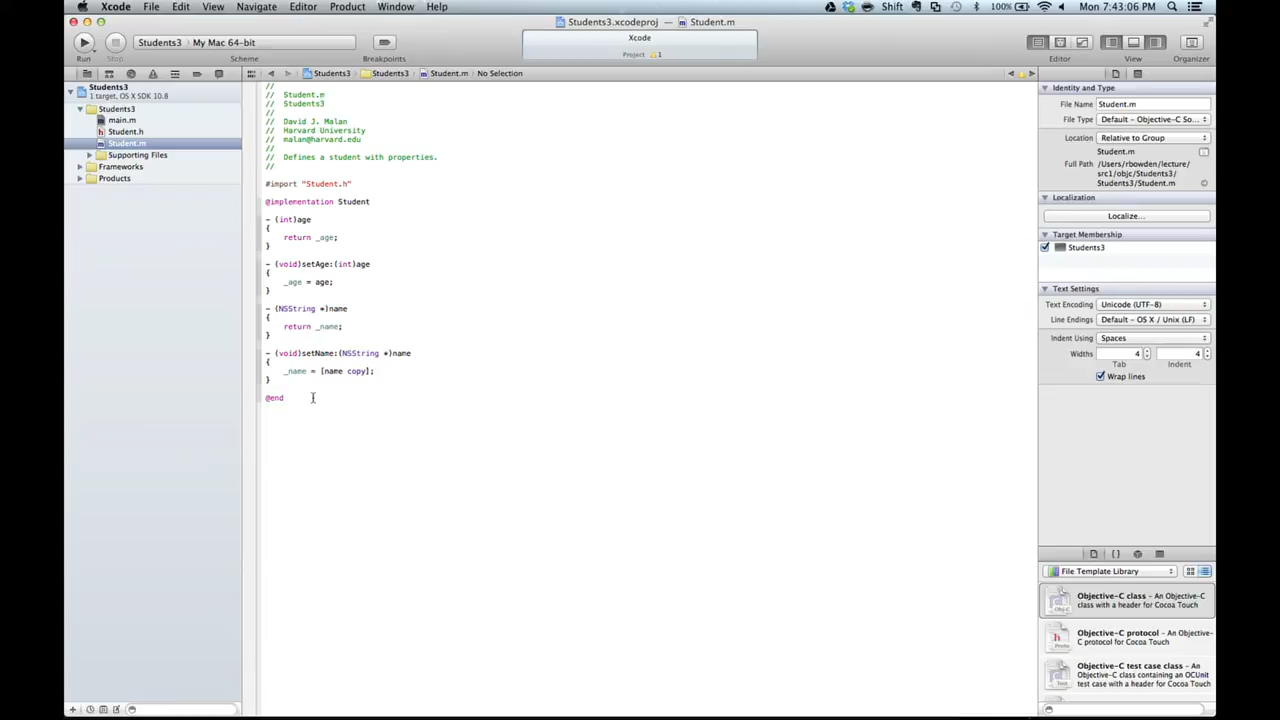 Xcode File Edit View Navigate Editor Product Window Help Shift 100% Mon 7:43:06 PM
Students3.xcodeproj — Student.m
Students3 My Mac 64-bit
Xcode
Project 1
Run Stop Scheme Breakpoints Editor View Organizer
Students3 Students3 Student.m No Selection
Students3
1 target, OS X SDK 10.8
Students3
main.m
Student.h
Student.m
Supporting Files
Frameworks
Products
//
// Student.m
// Students3
//
// David J. Malan
// Harvard University
// malan@harvard.edu
//
// Defines a student with properties.
//
#import "Student.h"
@implementation Student
- (int)age
{
return _age;
}
- (void)setAge:(int)age
{
_age = age;
}
- (NSString *)name
{
return _name;
}
- (void)setName:(NSString *)name
{
_name = [name copy];
}
@end
Identity and Type
File Name Student.m
File Type Default - Objective-C So...
Location Relative to Group
Student.m
Full Path /Users/rbowden/lecture/
src1/objc/Students3/
Students3/Student.m
Localization
Localize...
Target Membership
Students3
Text Settings
Text Encoding Unicode (UTF-8)
Line Endings Default - OS X / Unix (LF)
Indent Using Spaces
Widths 4 4
Tab Indent
Wrap lines
{ }
File Template Library
Objective-C class - An Objective-C
class with a header for Cocoa Touch
Objective-C protocol - An Objective-
C protocol for Cocoa Touch
Objective-C test case class - An
Objective-C class containing an OCUnit
test case with a header for Cocoa Touch